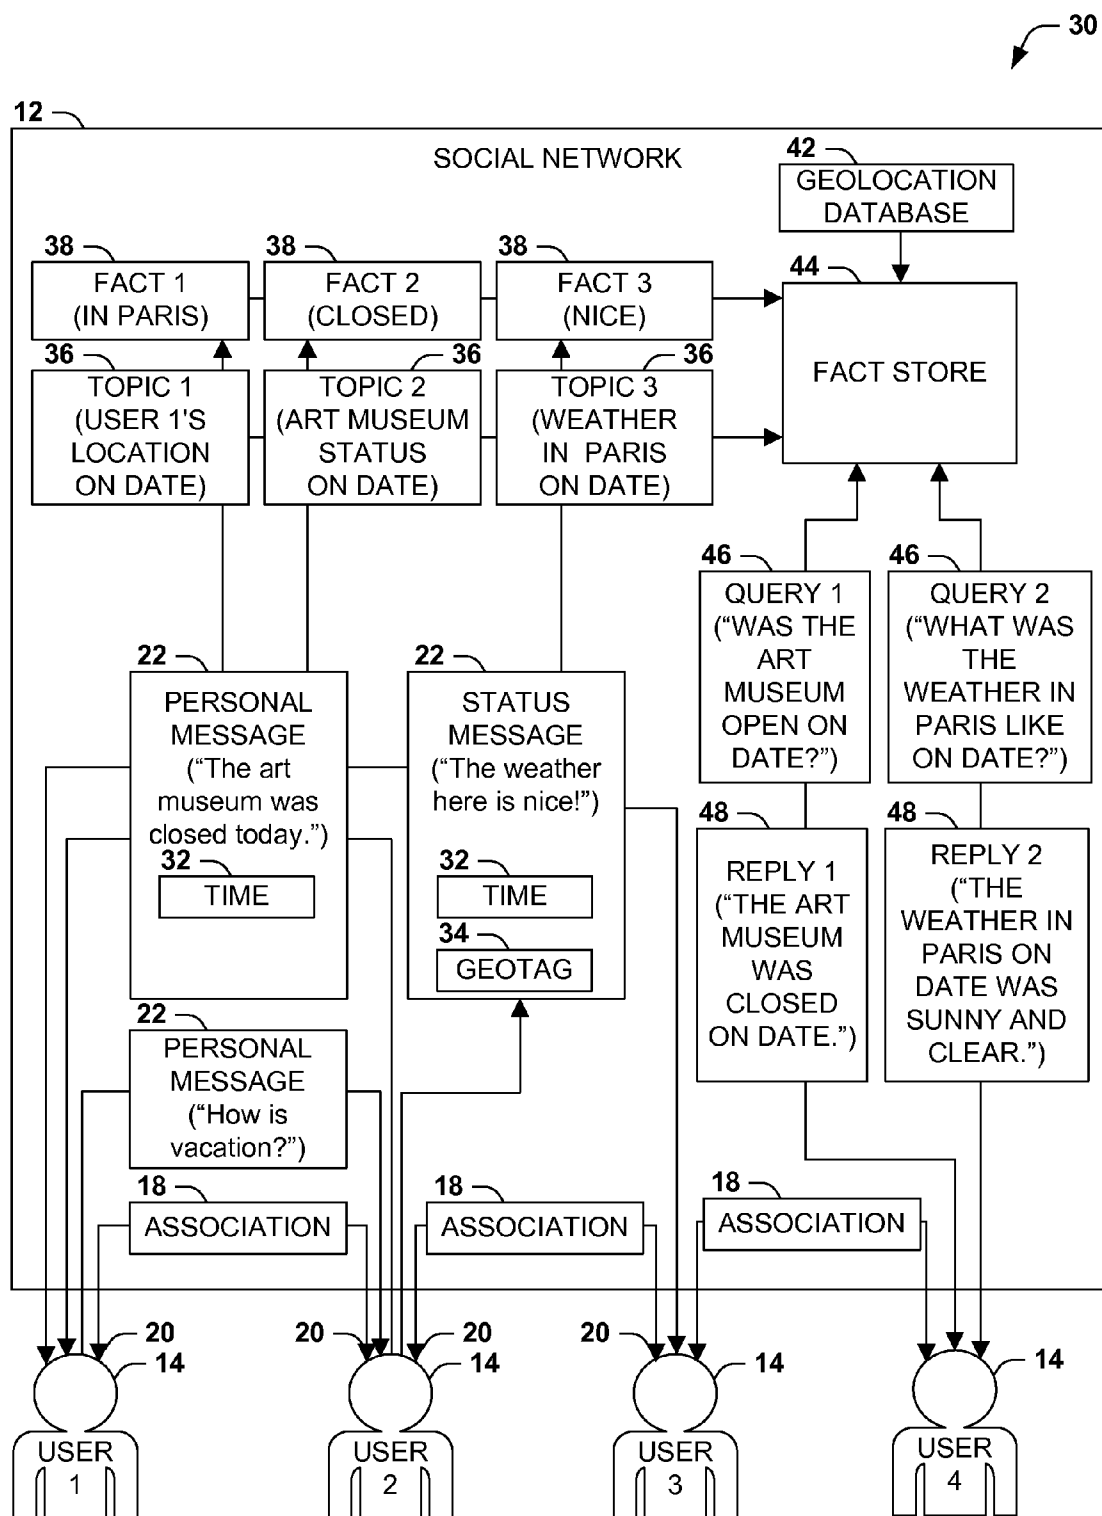 30
12
SOCIAL NETWORK
42
GEOLOCATION
DATABASE
38
FACT 1
(IN PARIS)
38
FACT 2
(CLOSED)
38
FACT 3
(NICE)
44
FACT STORE
36
TOPIC 1
(USER 1'S
LOCATION
ON DATE)
36
TOPIC 2
(ART MUSEUM
STATUS
ON DATE)
36
TOPIC 3
(WEATHER
IN PARIS
ON DATE)
46
QUERY 1
(“WAS THE
ART
MUSEUM
OPEN ON
DATE?”)
46
QUERY 2
(“WHAT WAS
THE
WEATHER IN
PARIS LIKE
ON DATE?”)
22
PERSONAL
MESSAGE
(“The art
museum was
closed today.”)
32
TIME
22
STATUS
MESSAGE
(“The weather
here is nice!”)
32
TIME
34
GEOTAG
48
REPLY 1
(“THE ART
MUSEUM
WAS
CLOSED
ON DATE.”)
48
REPLY 2
(“THE
WEATHER IN
PARIS ON
DATE WAS
SUNNY AND
CLEAR.”)
22
PERSONAL
MESSAGE
(“How is
vacation?”)
18
ASSOCIATION
18
ASSOCIATION
18
ASSOCIATION
20
14
USER
1
20
20
14
USER
2
20
14
USER
3
14
USER
4